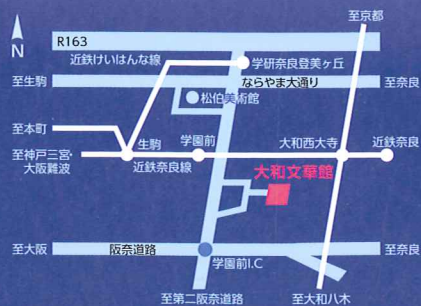 至京都
N
R163
近鉄けいはんな線
学研奈良登美ヶ丘
至生駒
ならやま大通り
至奈良
松伯美術館
至本町
生駒
学園前
大和西大寺
近鉄奈良
至神戸三宮・
大阪難波
近鉄奈良線
大和文華館
至大阪
阪奈道路
至奈良
学園前I.C
至第二阪奈道路
至大和八木